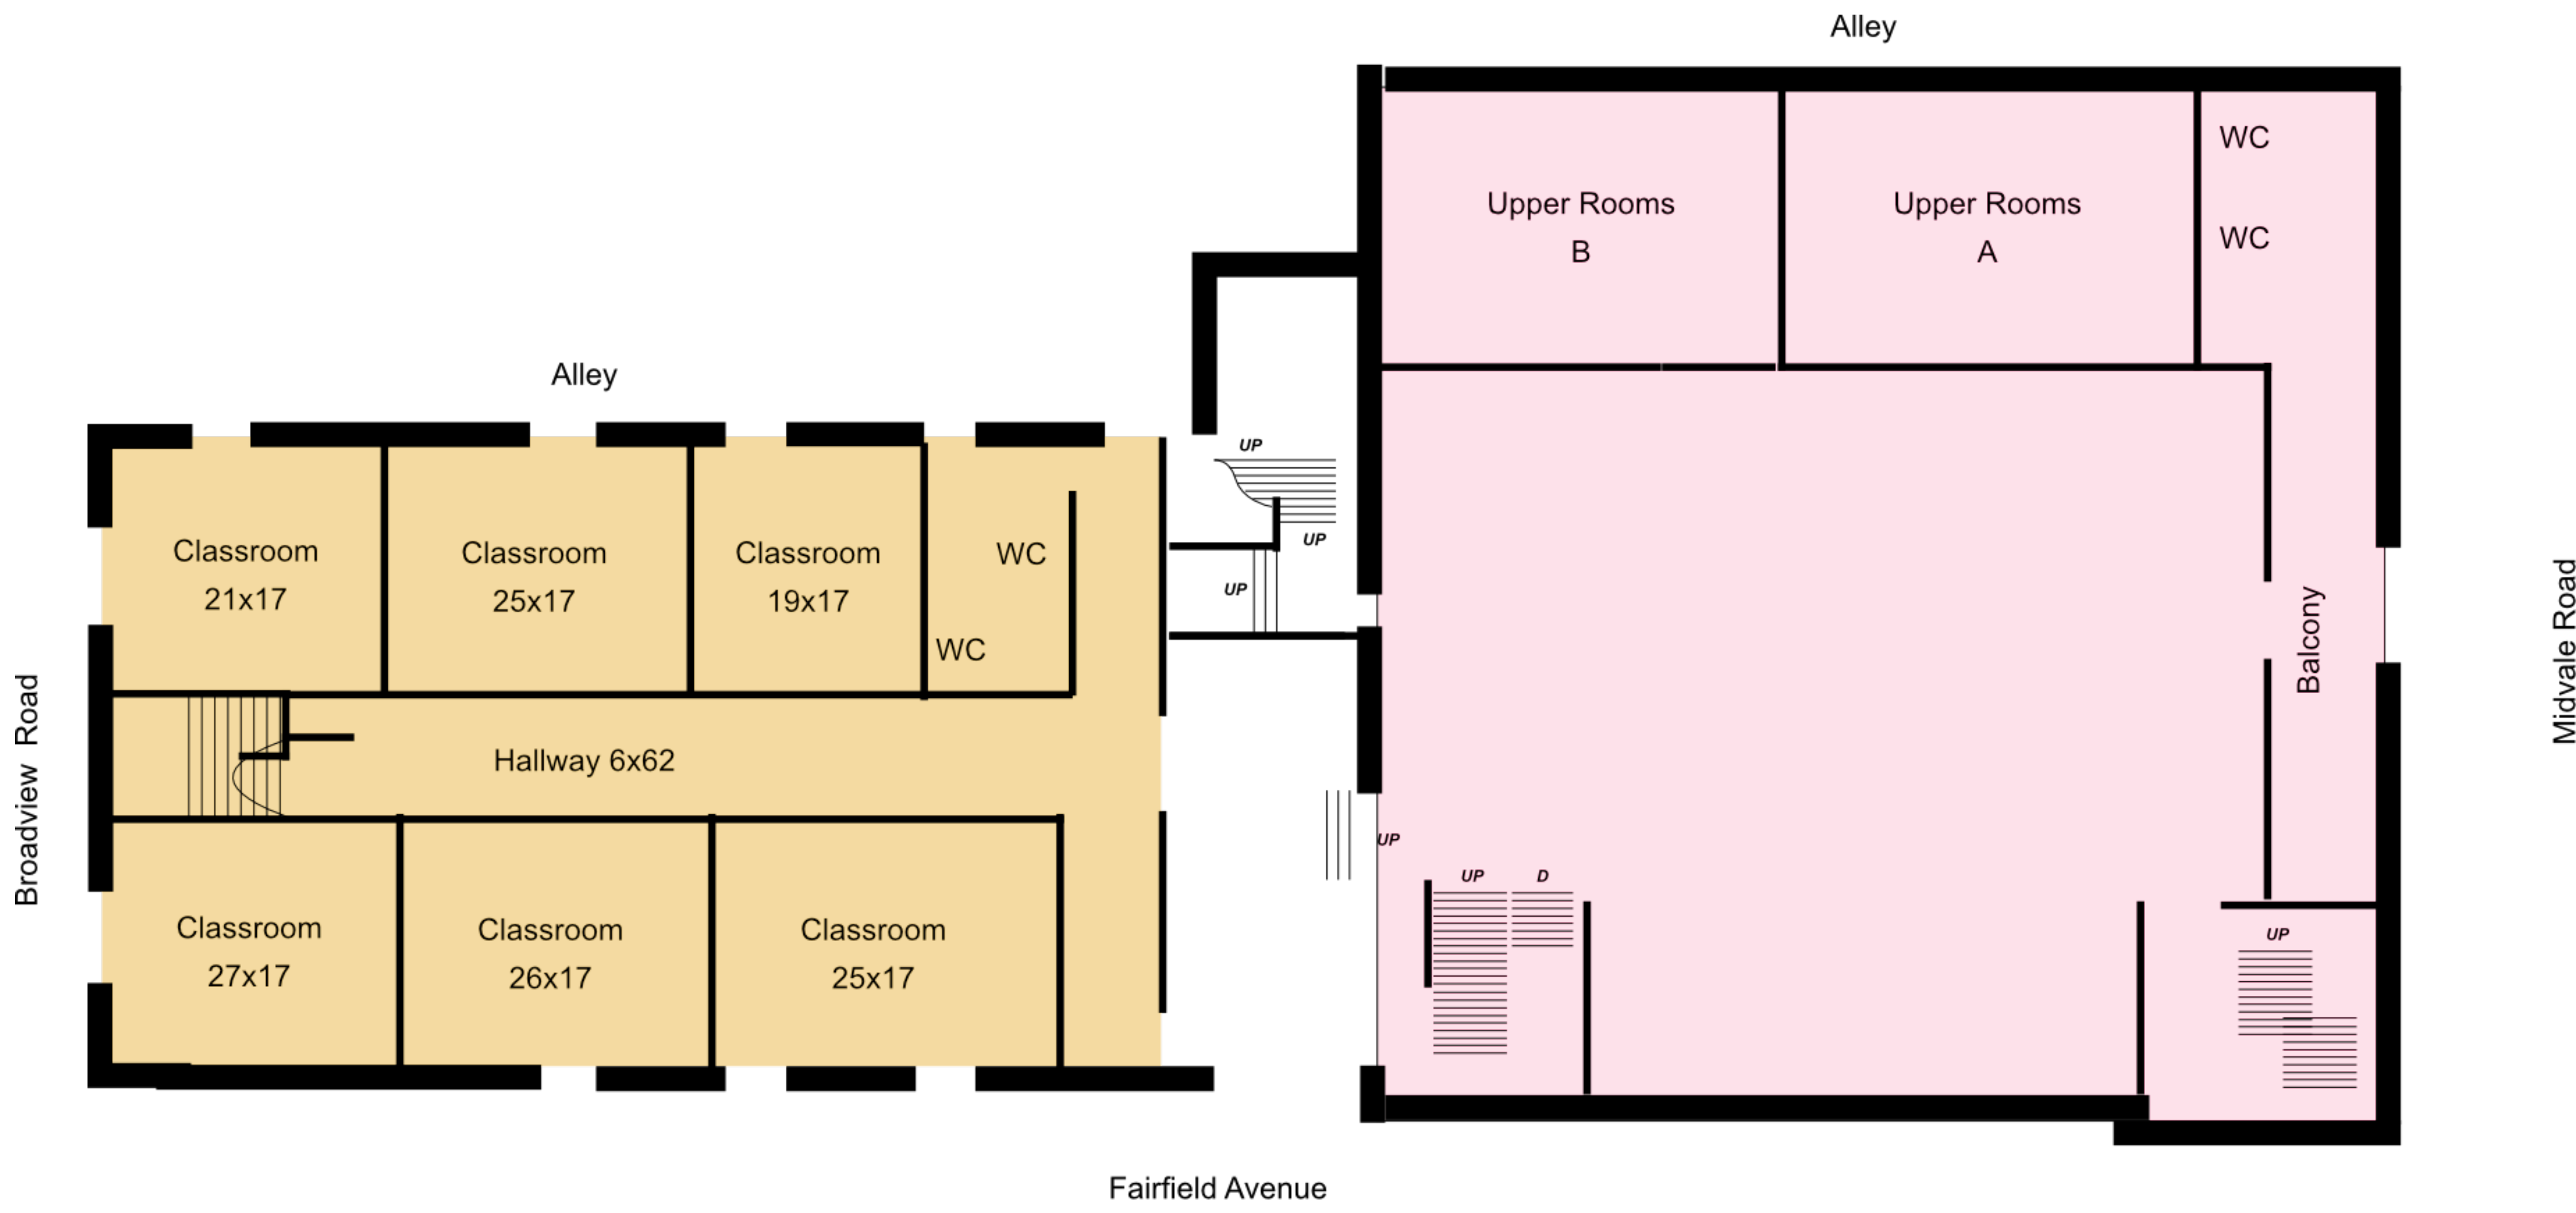 Alley
Upper Rooms
B
Upper Rooms
A
WC
WC
Alley
UP
UP
UP
Classroom
21x17
Classroom
25x17
Classroom
19x17
WC
WC
Balcony
Midvale Road
Broadview Road
Hallway 6x62
UP
UP
D
UP
Classroom
27x17
Classroom
26x17
Classroom
25x17
Fairfield Avenue